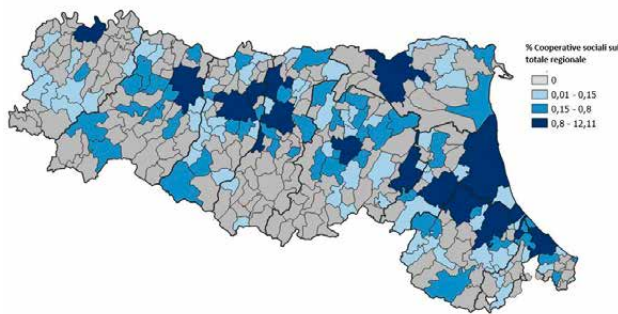 % Cooperative sociali sul
totale regionale
0
0,01 - 0,15
0,15 - 0,8
0,8 - 12,11